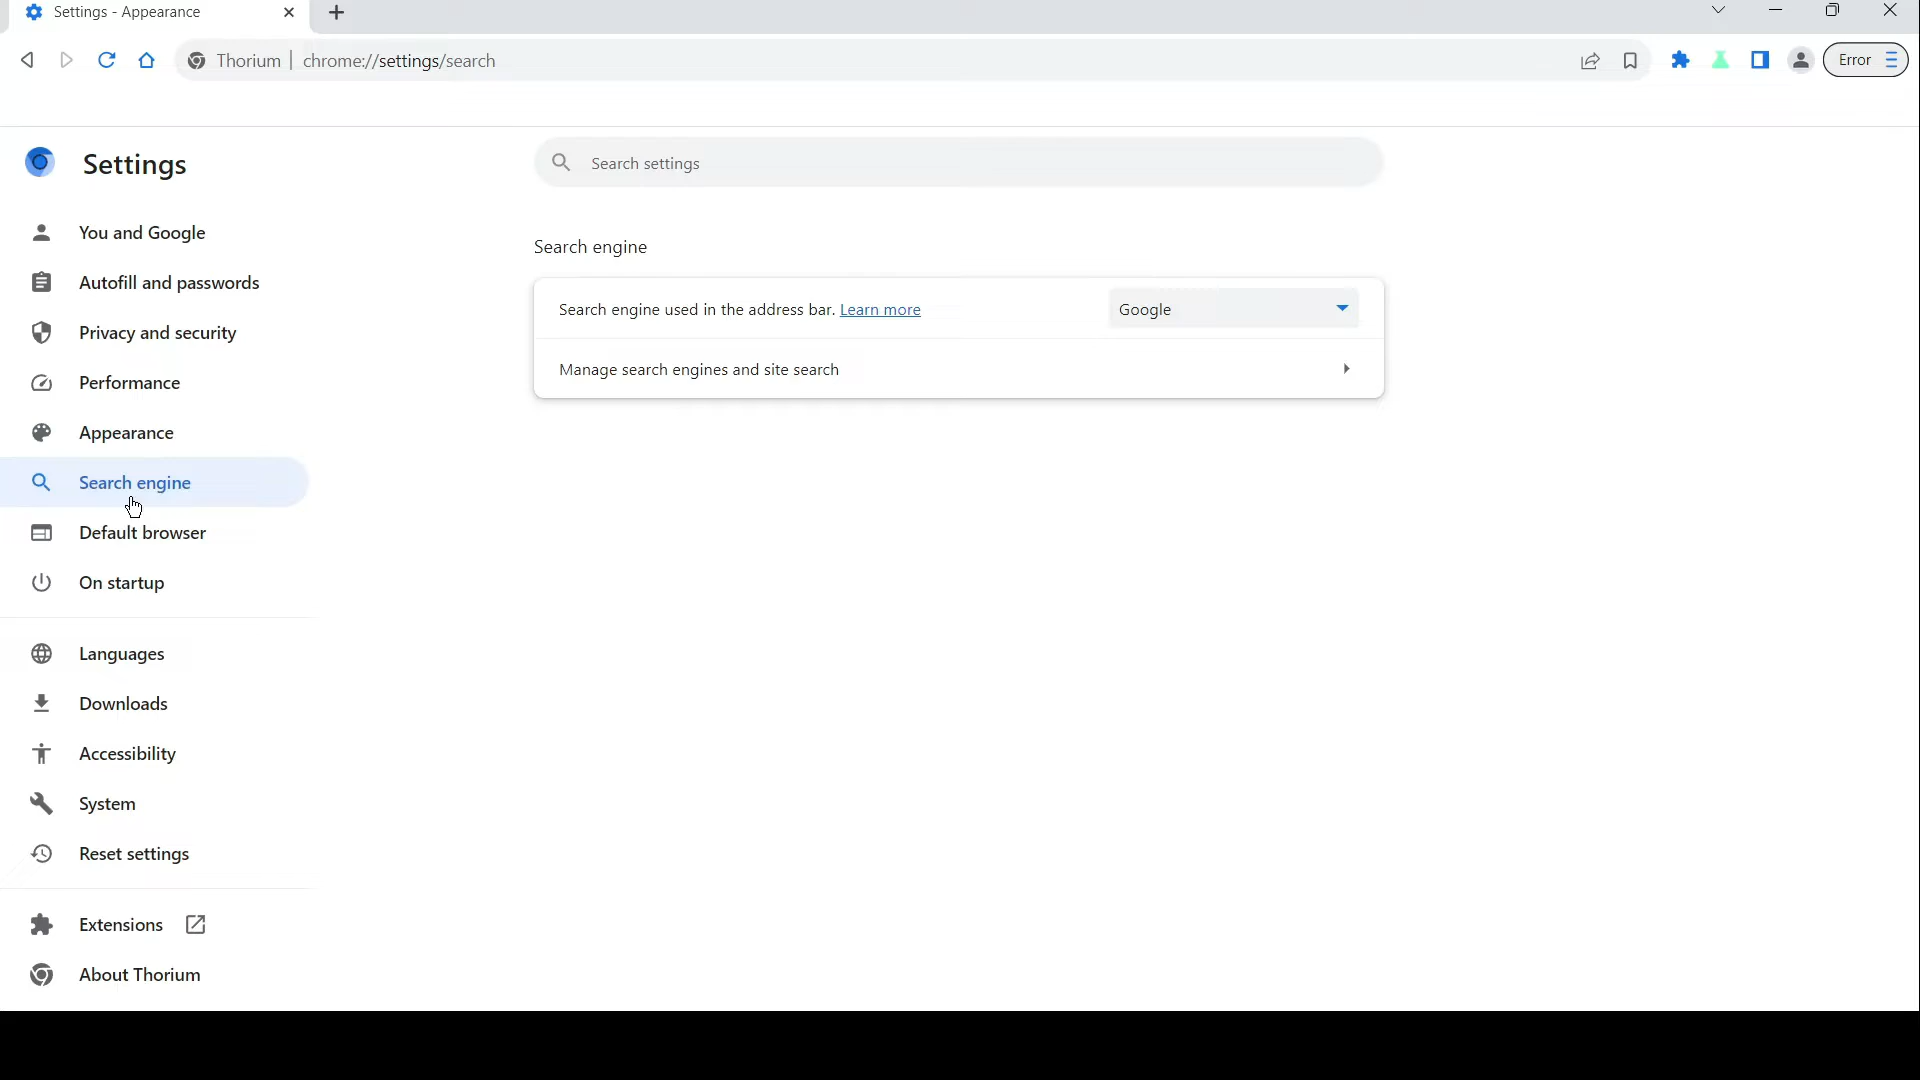 Settings - Appearance
Thorium | chrome://settings/search
Error
Settings
Search settings
You and Google
Autofill and passwords
Privacy and security
Performance
Appearance
Search engine
Default browser
On startup
Languages
Downloads
Accessibility
System
Reset settings
Extensions
About Thorium
Search engine
Search engine used in the address bar. Learn more
Google
Manage search engines and site search